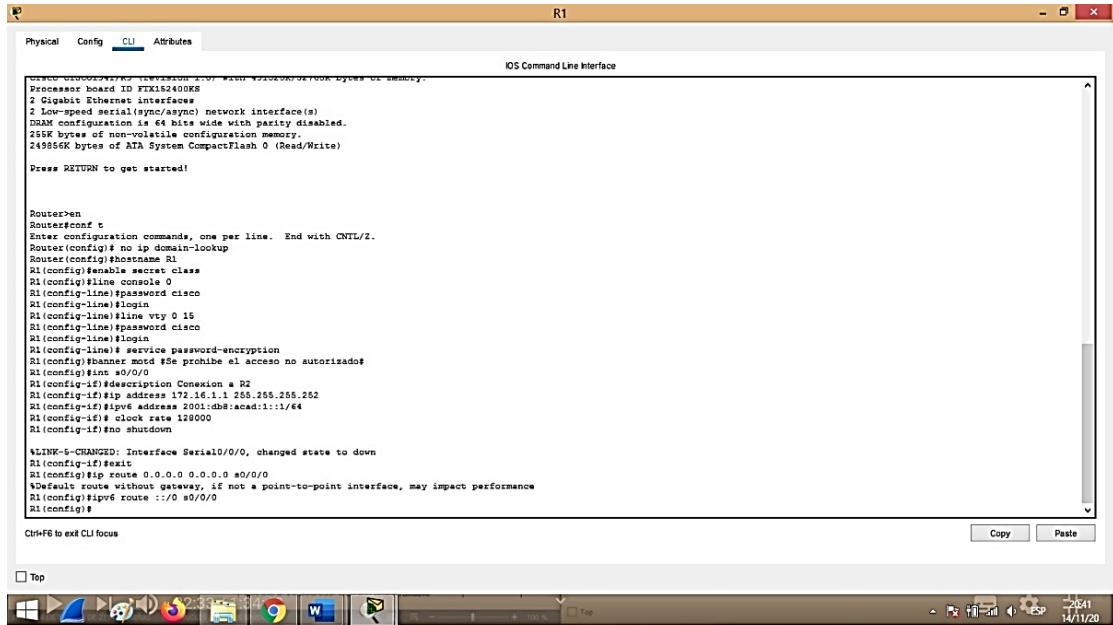 R1
Physical Config CLI Attributes
IOS Command Line Interface
Processor board ID FTX152400KS
2 Gigabit Ethernet interfaces
2 Low-speed serial(sync/async) network interface(s)
DRAM configuration is 64 bits wide with parity disabled.
255K bytes of non-volatile configuration memory.
249856K bytes of ATA System CompactFlash 0 (Read/Write)
Press RETURN to get started!
Router>en
Router#conf t
Enter configuration commands, one per line.  End with CNTL/Z.
Router(config)# no ip domain-lookup
Router(config)#hostname R1
R1(config)#enable secret class
R1(config)#line console 0
R1(config-line)#password cisco
R1(config-line)#login
R1(config-line)#line vty 0 15
R1(config-line)#password cisco
R1(config-line)#login
R1(config-line)# service password-encryption
R1(config)#banner motd #Se prohibe el acceso no autorizado#
R1(config)#int s0/0/0
R1(config-if)#description Conexion a R2
R1(config-if)#ip address 172.16.1.1 255.255.255.252
R1(config-if)#ipv6 address 2001:db8:acad:1::1/64
R1(config-if)# clock rate 128000
R1(config-if)#no shutdown
%LINK-5-CHANGED: Interface Serial0/0/0, changed state to down
R1(config-if)#exit
R1(config)#ip route 0.0.0.0 0.0.0.0 s0/0/0
%Default route without gateway, if not a point-to-point interface, may impact performance
R1(config)#ipv6 route ::/0 s0/0/0
R1(config)#
Ctrl+F6 to exit CLI focus
Copy Paste
Top
Top
ESP
20:41
14/11/20